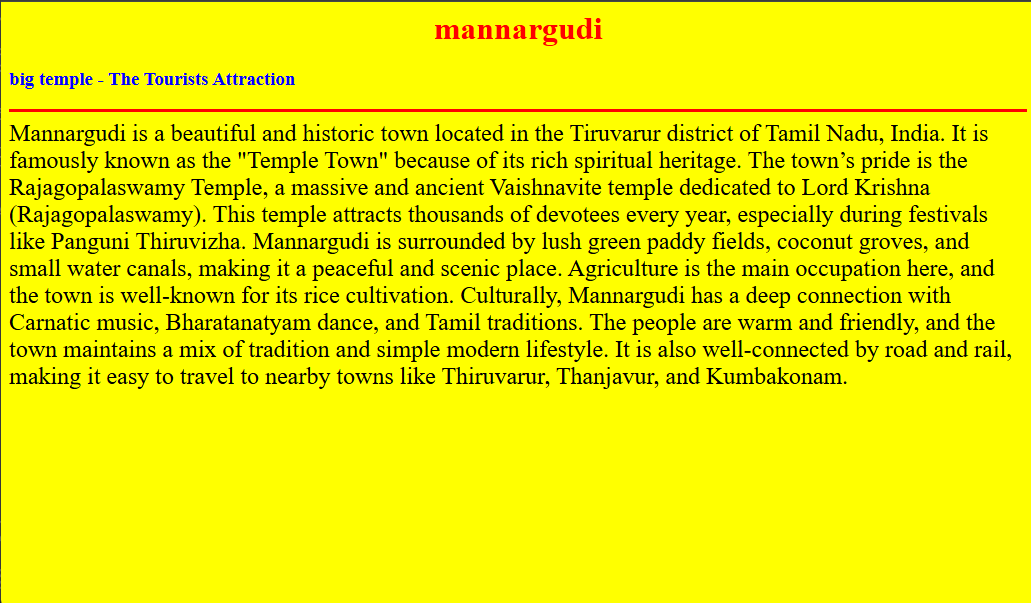 mannargudi
big temple - The Tourists Attraction
Mannargudi is a beautiful and historic town located in the Tiruvarur district of Tamil Nadu, India. It is
famously known as the "Temple Town" because of its rich spiritual heritage. The town’s pride is the
Rajagopalaswamy Temple, a massive and ancient Vaishnavite temple dedicated to Lord Krishna
(Rajagopalaswamy). This temple attracts thousands of devotees every year, especially during festivals
like Panguni Thiruvizha. Mannargudi is surrounded by lush green paddy fields, coconut groves, and
small water canals, making it a peaceful and scenic place. Agriculture is the main occupation here, and
the town is well-known for its rice cultivation. Culturally, Mannargudi has a deep connection with
Carnatic music, Bharatanatyam dance, and Tamil traditions. The people are warm and friendly, and the
town maintains a mix of tradition and simple modern lifestyle. It is also well-connected by road and rail,
making it easy to travel to nearby towns like Thiruvarur, Thanjavur, and Kumbakonam.